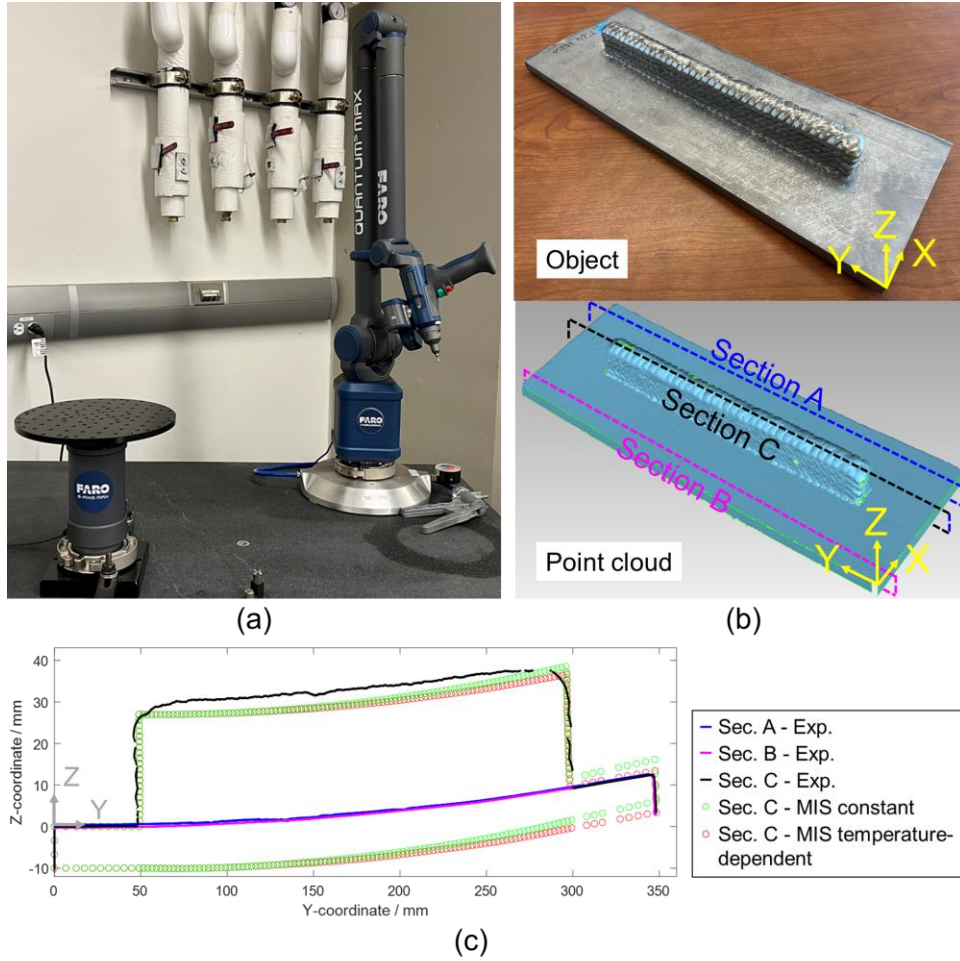 QUANTUMS MAX
FARO
FARO
FARO
(a)
Object
Z
Y
X
Section A
Section C
Section B
Point cloud
Z
Y
X
(b)
40
30
20
10
0
-10
Z-coordinate / mm
Z
Y
0
50
100
150
200
250
300
350
Y-coordinate / mm
Sec. A - Exp.
Sec. B - Exp.
Sec. C - Exp.
Sec. C - MIS constant
Sec. C - MIS temperature-
dependent
(c)